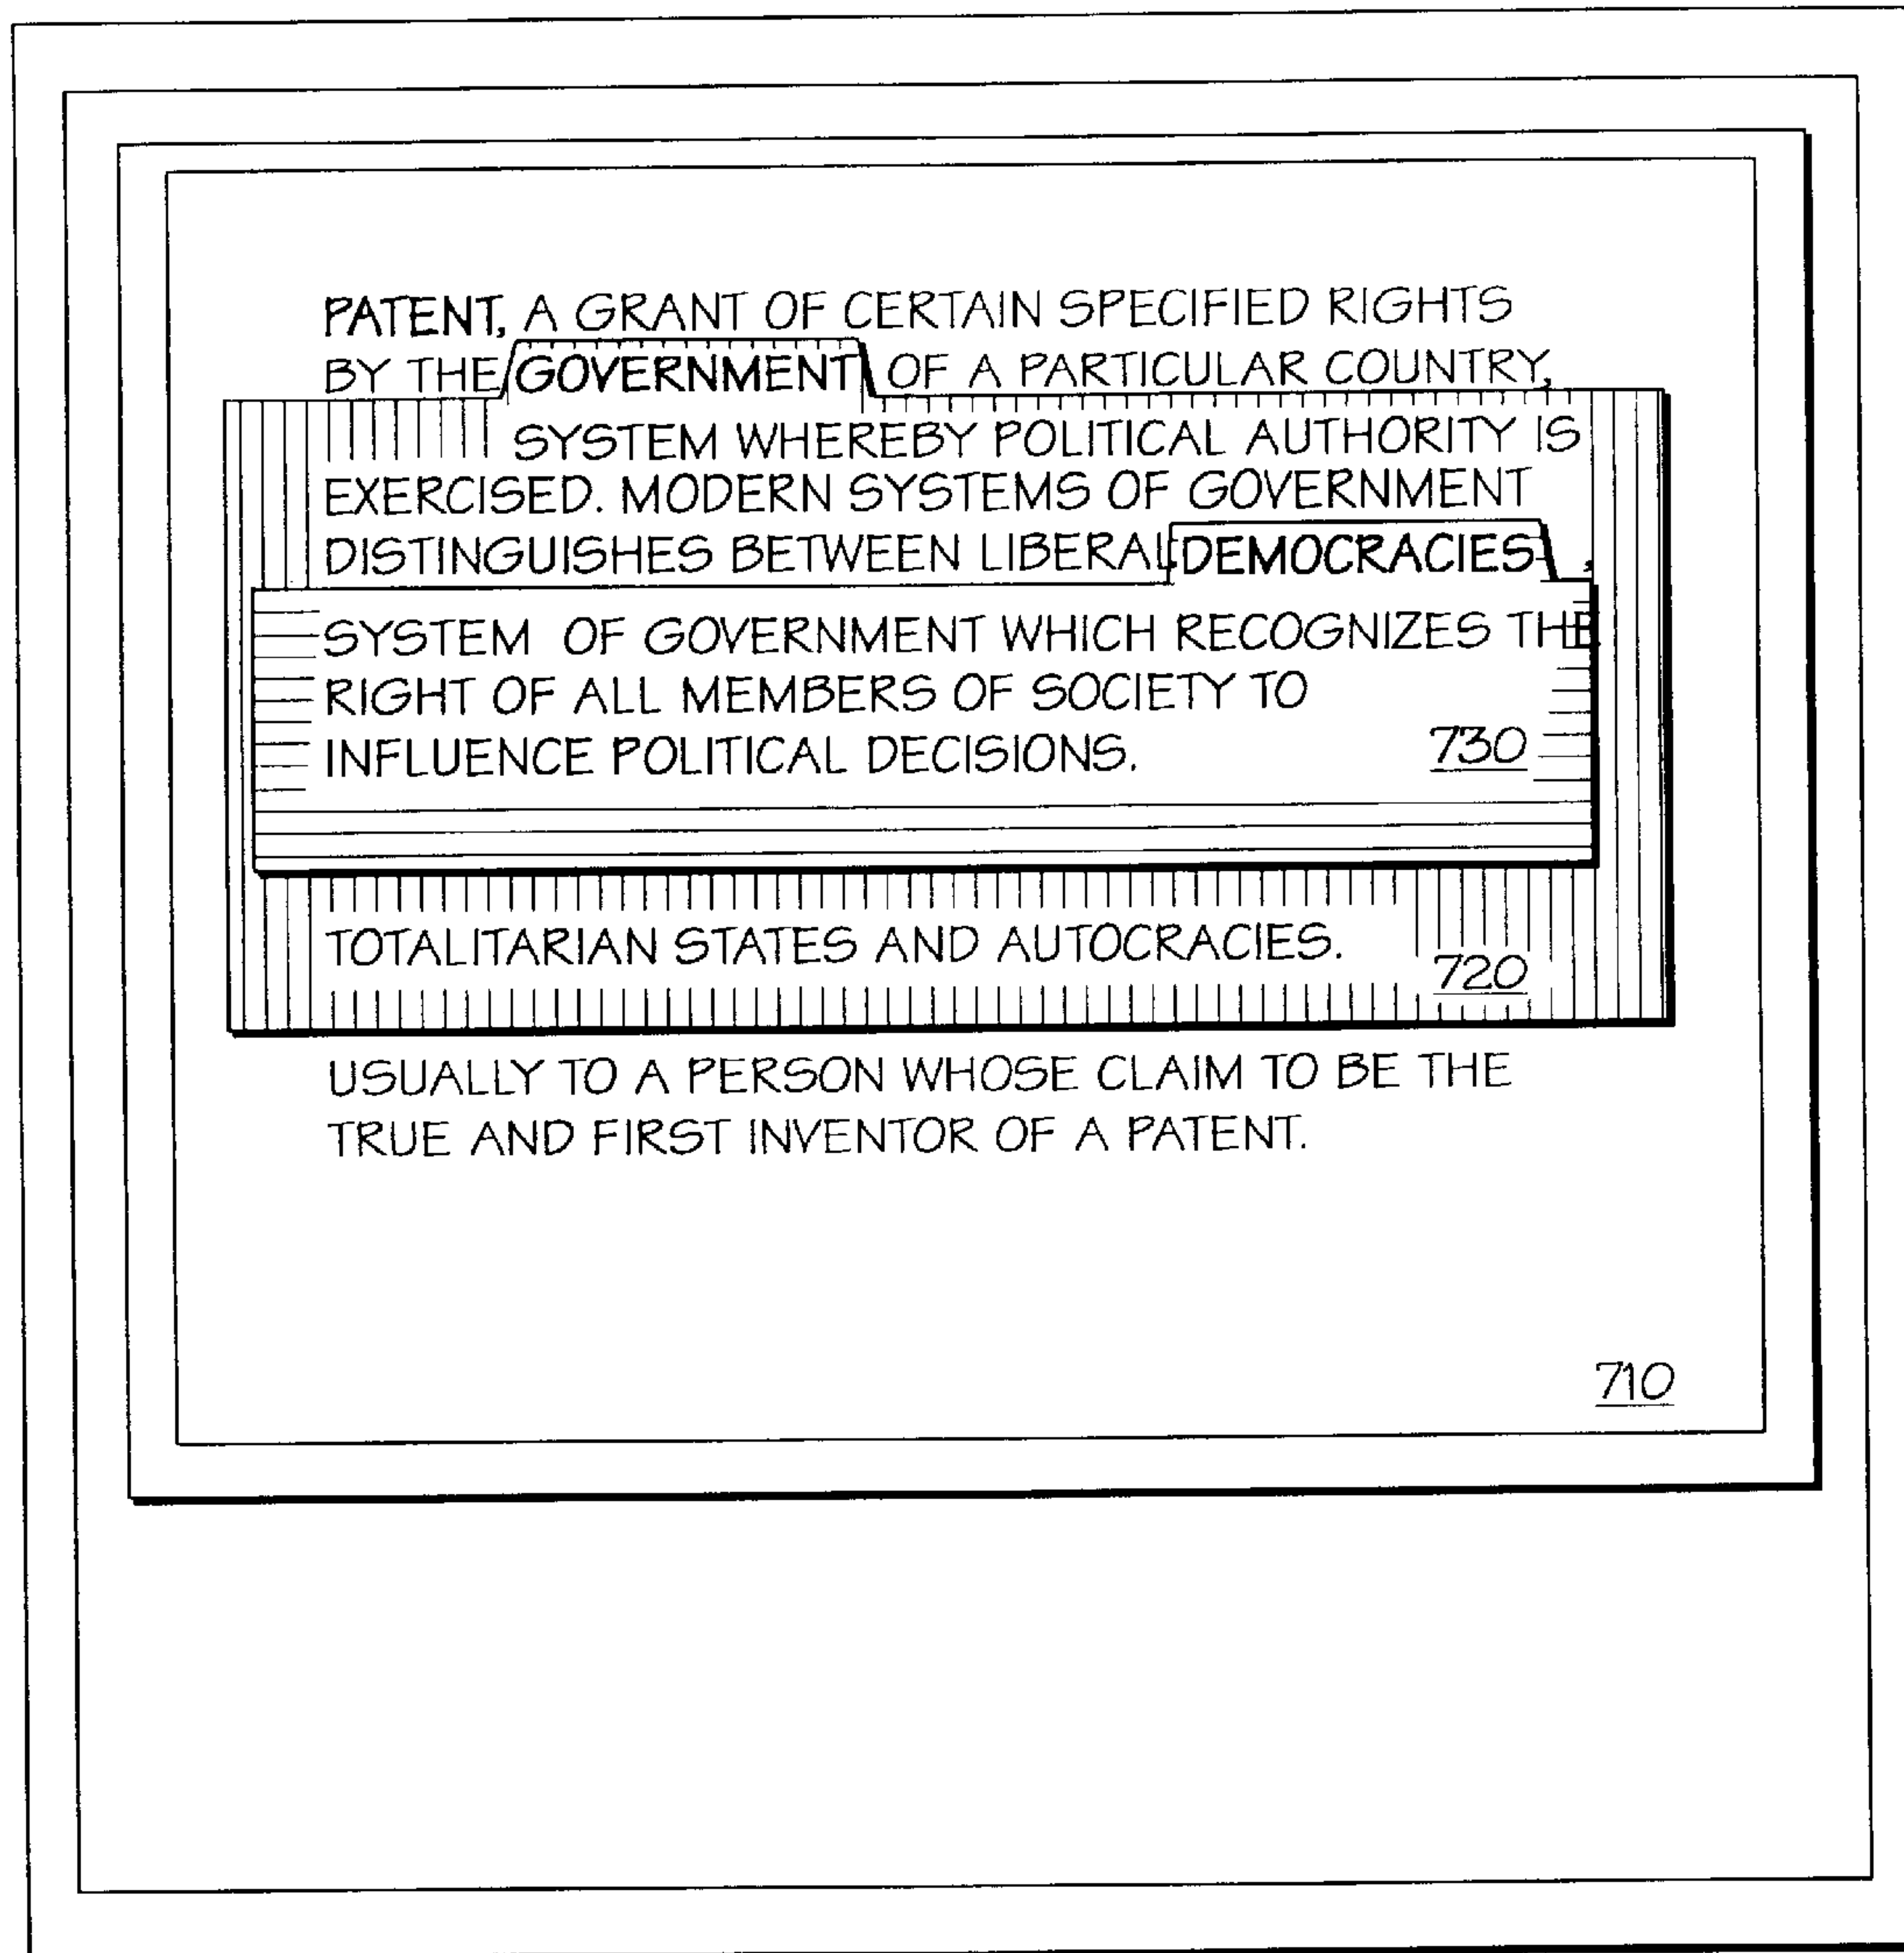 PATENT, A GRANT OF CERTAIN SPECIFIED RIGHTS
BY THE GOVERNMENT OF A PARTICULAR COUNTRY,
SYSTEM WHEREBY POLITICAL AUTHORITY IS
EXERCISED. MODERN SYSTEMS OF GOVERNMENT
DISTINGUISHES BETWEEN LIBERAL DEMOCRACIES,
SYSTEM OF GOVERNMENT WHICH RECOGNIZES THE
RIGHT OF ALL MEMBERS OF SOCIETY TO
INFLUENCE POLITICAL DECISIONS. 730
TOTALITARIAN STATES AND AUTOCRACIES.
720
USUALLY TO A PERSON WHOSE CLAIM TO BE THE
TRUE AND FIRST INVENTOR OF A PATENT.
710